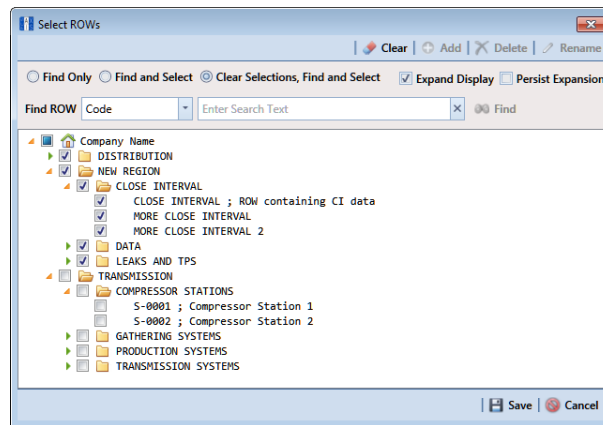 Select ROWs
Clear Add Delete Rename
Find Only Find and Select Clear Selections, Find and Select Expand Display Persist Expansion
Find ROW Code Enter Search Text Find
Company Name
DISTRIBUTION
NEW REGION
CLOSE INTERVAL
CLOSE INTERVAL ; ROW containing CI data
MORE CLOSE INTERVAL
MORE CLOSE INTERVAL 2
DATA
LEAKS AND TPS
TRANSMISSION
COMPRESSOR STATIONS
S-0001 ; Compressor Station 1
S-0002 ; Compressor Station 2
GATHERING SYSTEMS
PRODUCTION SYSTEMS
TRANSMISSION SYSTEMS
Save Cancel